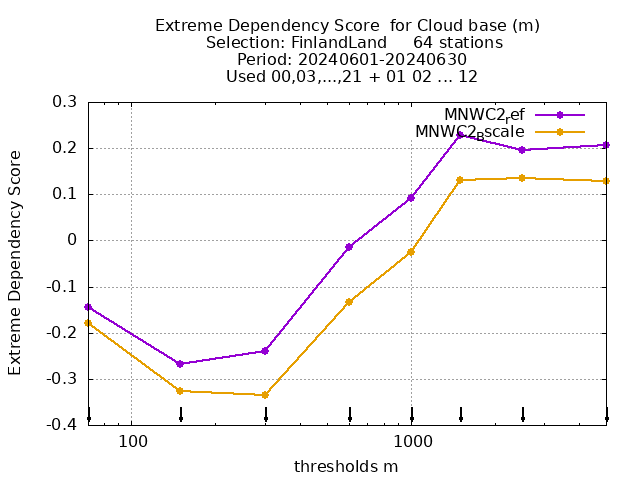 Extreme Dependency Score  for Cloud base (m)
Selection: FinlandLand     64 stations
Period: 20240601-20240630
Used 00,03,...,21 + 01 02 ... 12
0.3
0.2
0.1
0
-0.1
-0.2
-0.3
-0.4
Extreme Dependency Score
MNWC2ref
MNWC2Bscale
100
1000
thresholds m